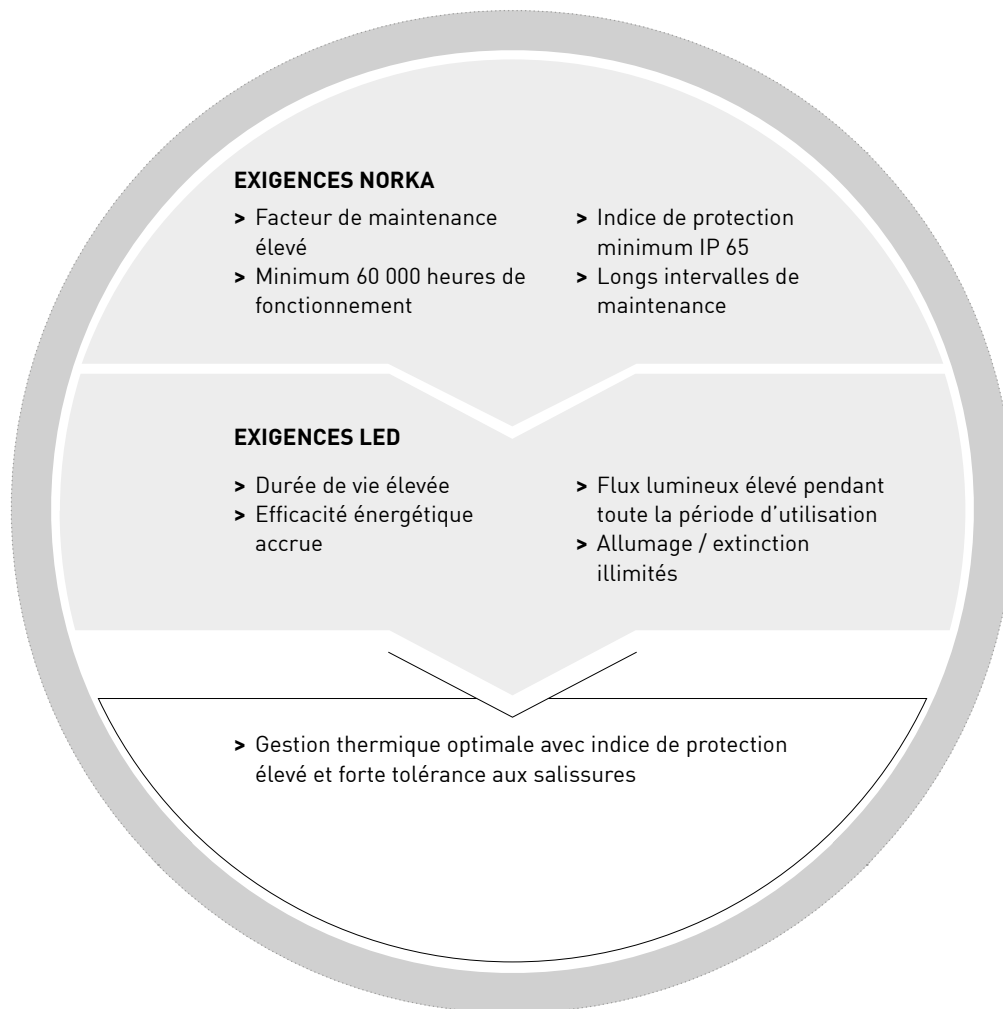 EXIGENCES NORKA
> Facteur de maintenance
élevé
> Minimum 60 000 heures de
fonctionnement
> Indice de protection
minimum IP 65
> Longs intervalles de
maintenance
EXIGENCES LED
> Durée de vie élevée
> Efficacité énergétique
accrue
> Flux lumineux élevé pendant
toute la période d’utilisation
> Allumage / extinction
illimités
> Gestion thermique optimale avec indice de protection
élevé et forte tolérance aux salissures